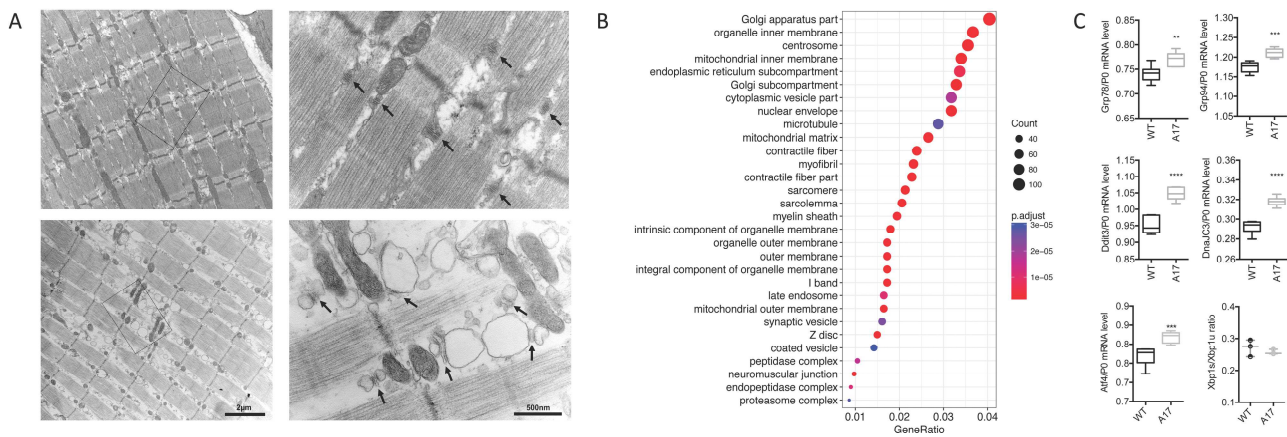 A
2µm
500nm
B
Golgi apparatus part
organelle inner membrane
centrosome
mitochondrial inner membrane
endoplasmic reticulum subcompartment
Golgi subcompartment
cytoplasmic vesicle part
nuclear envelope
microtubule
mitochondrial matrix
contractile fiber
myofibril
contractile fiber part
sarcomere
sarcolemma
myelin sheath
intrinsic component of organelle membrane
organelle outer membrane
outer membrane
integral component of organelle membrane
I band
late endosome
mitochondrial outer membrane
synaptic vesicle
Z disc
coated vesicle
peptidase complex
neuromuscular junction
endopeptidase complex
proteasome complex
0.01 0.02 0.03 0.04
GeneRatio
Count
40
60
80
100
p.adjust
3e-05
1e-05
C
Grp78/P0 mRNA level
0.85
0.80
0.75
0.70
0.65
**
WT A17
Grp94/P0 mRNA level
1.25
1.20
1.15
1.10
1.05
1.00
***
WT A17
Ddit3/P0 mRNA level
1.15
1.10
1.05
1.00
0.95
0.90
0.85
****
WT A17
DnaJC3/P0 mRNA level
0.36
0.34
0.32
0.30
0.28
0.26
****
WT A17
Atf4/P0 mRNA level
0.9
0.8
0.8
0.7
0.7
***
WT A17
Xbp1s/Xbp1u ratio
0.4
0.3
0.2
0.1
WT A17